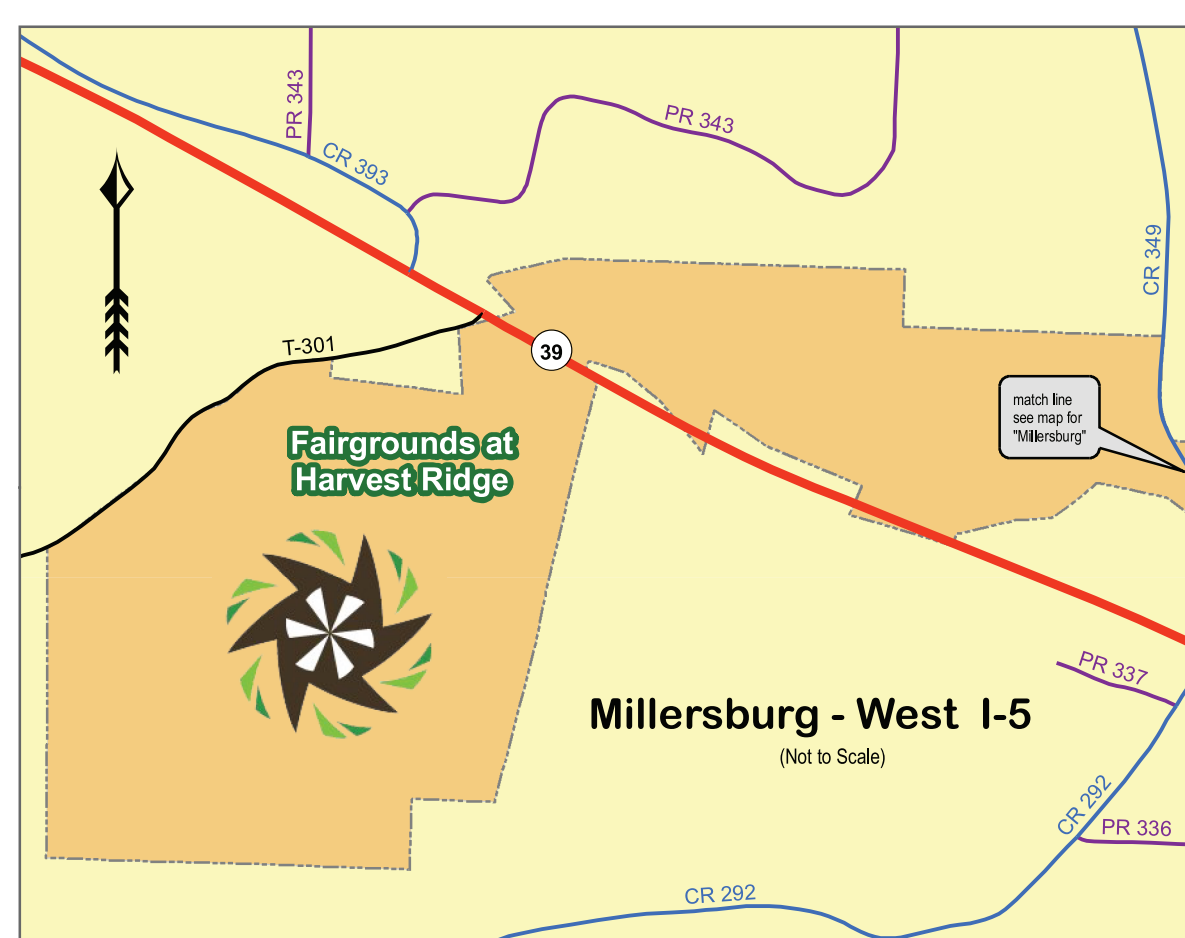 PR 343
PR 343
CR 393
CR 349
T-301
39
match line
see map for
"Millersburg"
Fairgrounds at
Harvest Ridge
PR 337
Millersburg - West I-5
(Not to Scale)
CR 292
PR 336
CR 292